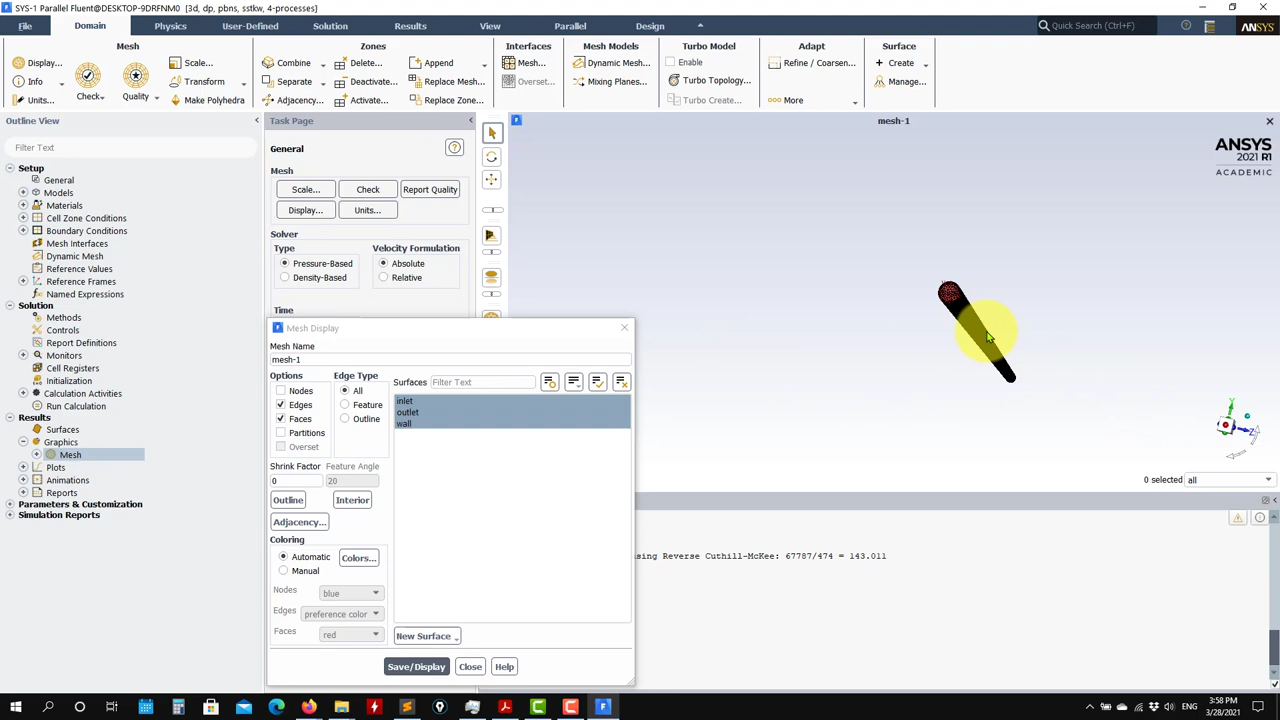 SYS-1 Parallel Fluent@DESKTOP-9DRFNM0 [3d, dp, pbns, sstkw, 4-processes]
File Domain Physics User-Defined Solution Results View Parallel Design Quick Search (Ctrl+F) ANSYS
Mesh Zones Interfaces Mesh Models Turbo Model Adapt Surface
Display... Scale... Combine Delete... Append Mesh... Dynamic Mesh... Enable Refine / Coarsen... Create
Info Transform Separate Deactivate... Replace Mesh... Overset... Mixing Planes... Turbo Topology... Manage...
Units... Check Quality Make Polyhedra Adjacency... Activate... Replace Zone... Turbo Create... More
Outline View
Filter Text
Setup
General
Models
Materials
Cell Zone Conditions
Boundary Conditions
Mesh Interfaces
Dynamic Mesh
Reference Values
Reference Frames
Named Expressions
Solution
Methods
Controls
Report Definitions
Monitors
Cell Registers
Initialization
Calculation Activities
Run Calculation
Results
Surfaces
Graphics
Mesh
Plots
Animations
Reports
Parameters & Customization
Simulation Reports
Task Page
General
Mesh
Scale... Check Report Quality
Display... Units...
Solver
Type Velocity Formulation
Pressure-Based Absolute
Density-Based Relative
Time
Mesh Display
Mesh Name
mesh-1
Options Edge Type Surfaces Filter Text
Nodes All
Edges Feature
Faces Outline
Partitions
Overset
inlet
outlet
wall
Shrink Factor Feature Angle
0 20
Outline Interior
Adjacency...
Coloring
Automatic Colors...
Manual
Nodes blue
Edges preference color
Faces red
New Surface
Save/Display Close Help
mesh-1
ANSYS
2021 R1
ACADEMIC
Y
Z
0 selected all
sing Reverse Cuthill-McKee: 67787/474 = 143.011
ENG 3:58 PM
3/28/2021